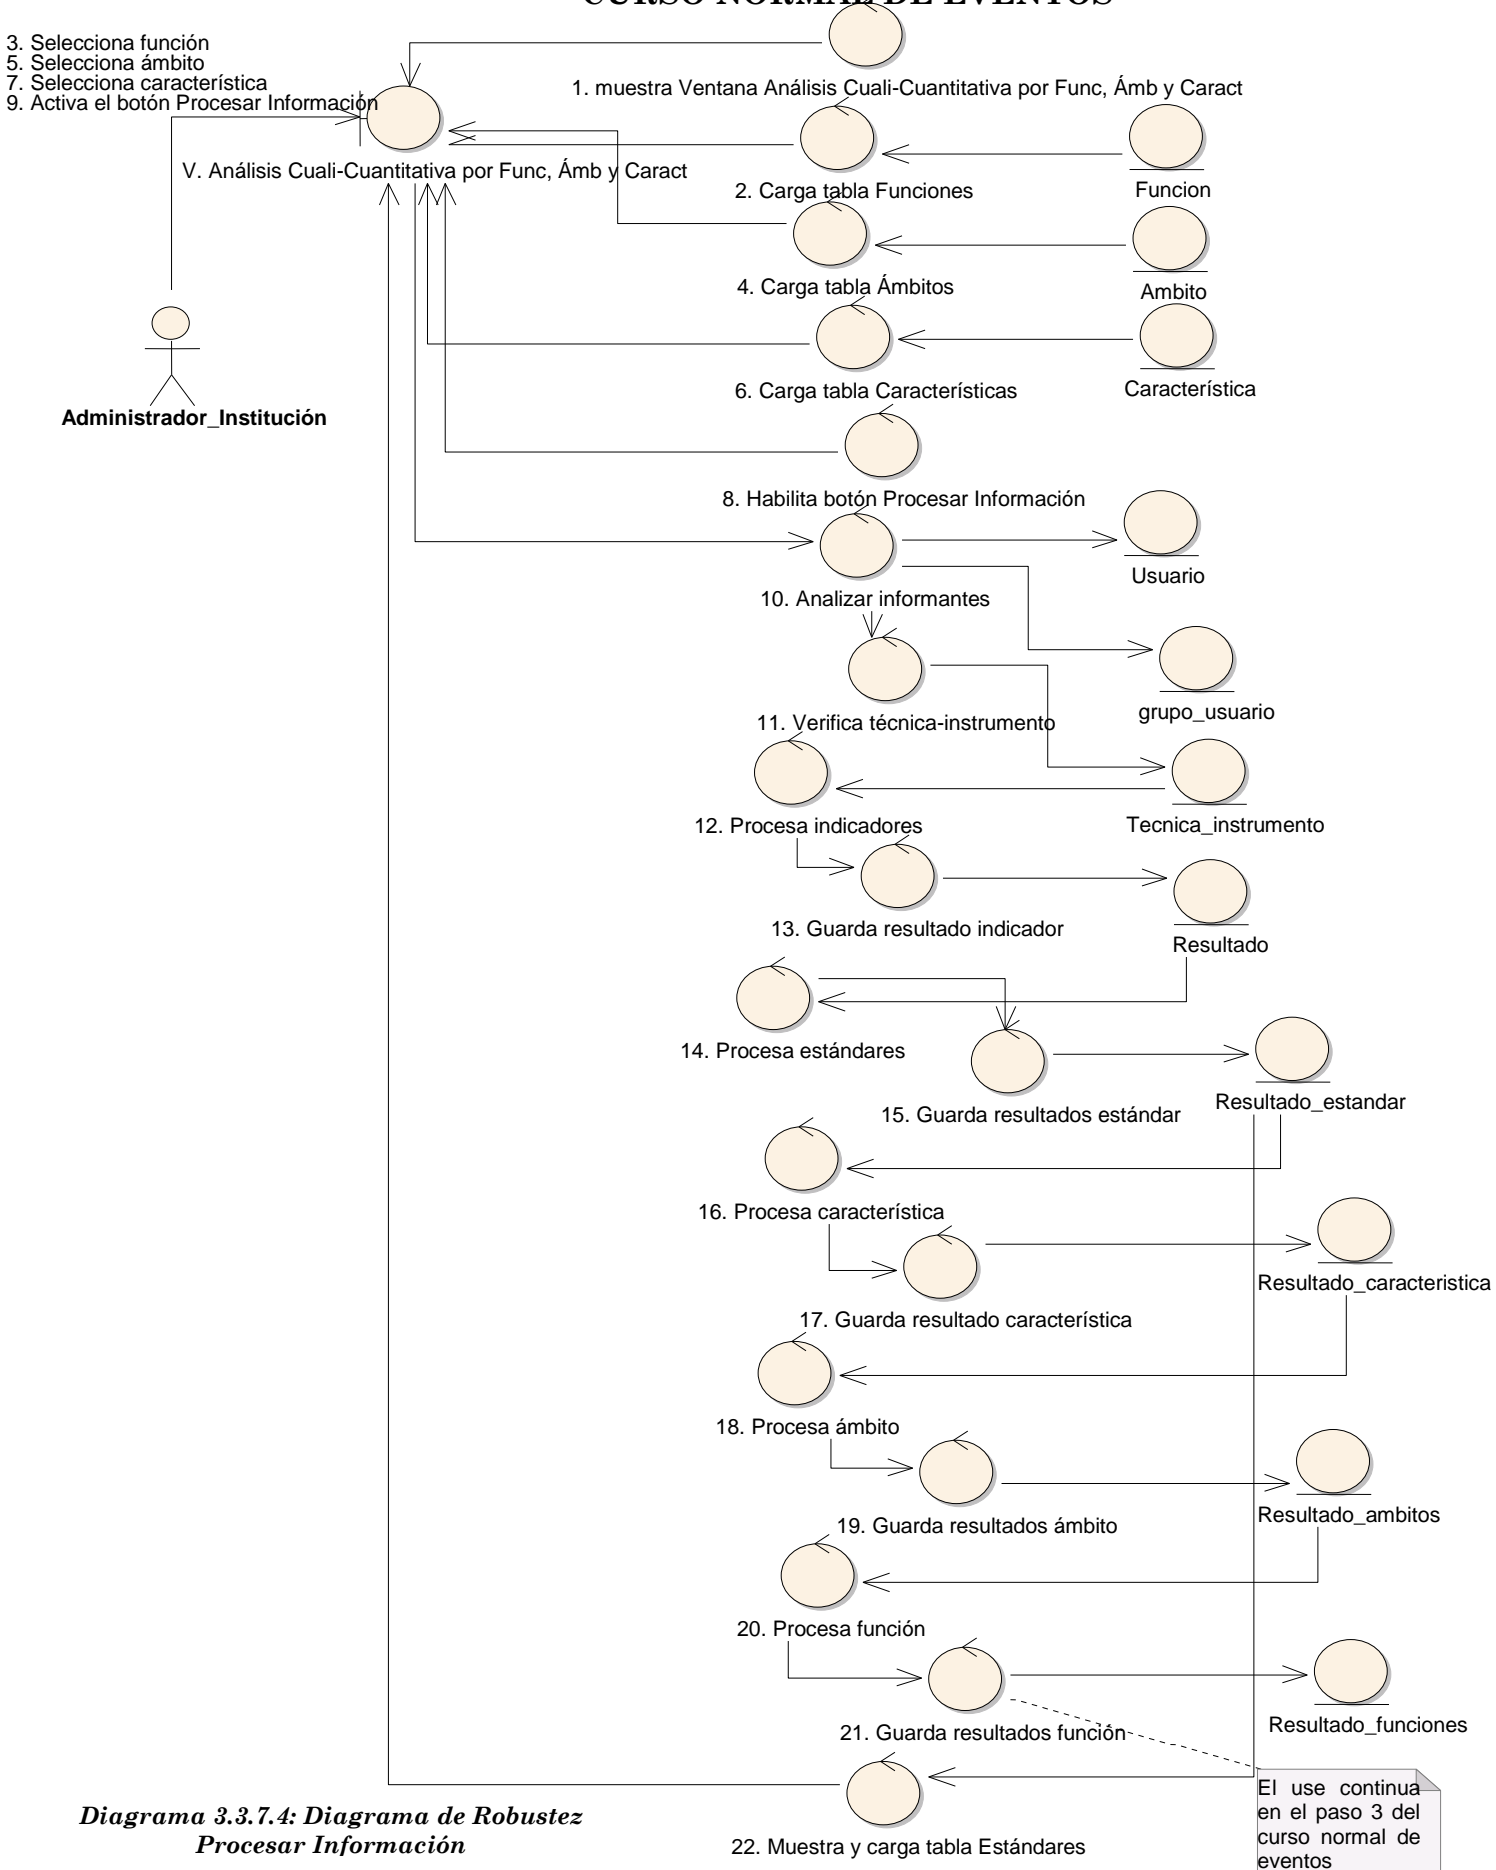 CURSO NORMAL DE EVENTOS
3. Selecciona función
5. Selecciona ámbito
7. Selecciona característica
9. Activa el botón Procesar Información
1. muestra Ventana Análisis Cuali-Cuantitativa por Func, Ámb y Caract
V. Análisis Cuali-Cuantitativa por Func, Ámb y Caract
2. Carga tabla Funciones
Funcion
4. Carga tabla Ámbitos
Ambito
6. Carga tabla Características
Característica
Administrador_Institución
8. Habilita botón Procesar Información
Usuario
10. Analizar informantes
grupo_usuario
11. Verifica técnica-instrumento
12. Procesa indicadores
Tecnica_instrumento
13. Guarda resultado indicador
Resultado
14. Procesa estándares
15. Guarda resultados estándar
Resultado_estandar
16. Procesa característica
Resultado_caracteristica
17. Guarda resultado característica
18. Procesa ámbito
19. Guarda resultados ámbito
Resultado_ambitos
20. Procesa función
21. Guarda resultados función
Resultado_funciones
El use continua
en el paso 3 del
curso normal de
eventos
22. Muestra y carga tabla Estándares
Diagrama 3.3.7.4: Diagrama de Robustez
Procesar Información